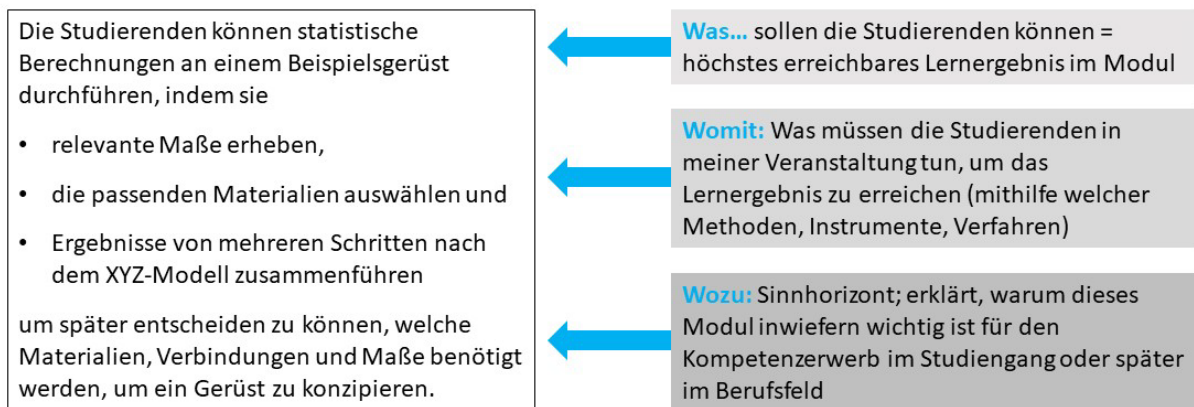 Die Studierenden können statistische
Berechnungen an einem Beispielsgerüst
durchführen, indem sie
• relevante Maße erheben,
• die passenden Materialien auswählen und
• Ergebnisse von mehreren Schritten nach
dem XYZ-Modell zusammenführen
um später entscheiden zu können, welche
Materialien, Verbindungen und Maße benötigt
werden, um ein Gerüst zu konzipieren.
Was... sollen die Studierenden können =
höchstes erreichbares Lernergebnis im Modul
Womit: Was müssen die Studierenden in
meiner Veranstaltung tun, um das
Lernergebnis zu erreichen (mithilfe welcher
Methoden, Instrumente, Verfahren)
Wozu: Sinnhorizont; erklärt, warum dieses
Modul inwiefern wichtig ist für den
Kompetenzerwerb im Studiengang oder später
im Berufsfeld